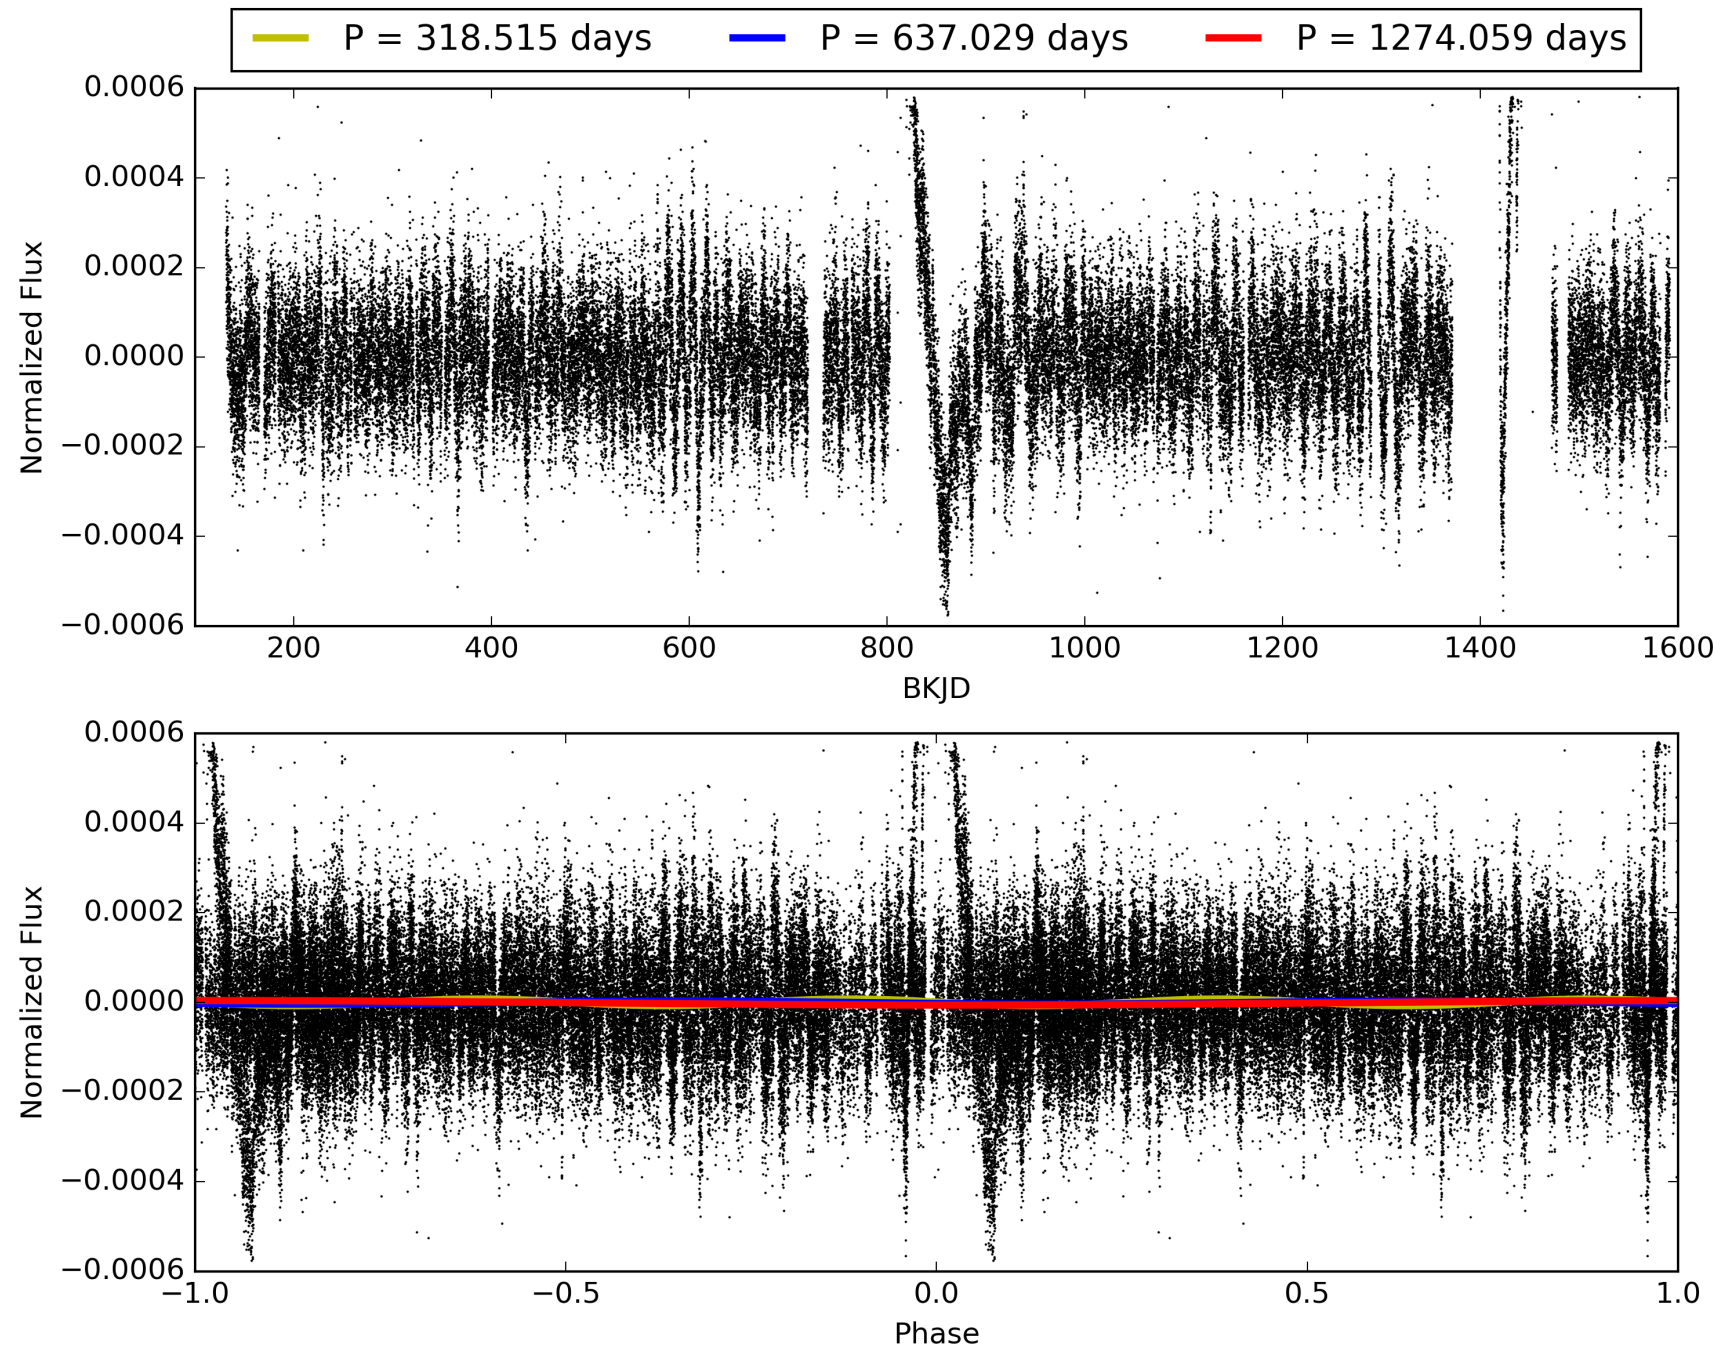 P = 318.515 days P = 637.029 days P = 1274.059 days
0.0006
0.0004
0.0002
0.0000
−0.0002
−0.0004
−0.0006
Normalized Flux
200 400 600 800 1000 1200 1400 1600
BKJD
0.0006
0.0004
0.0002
0.0000
−0.0002
−0.0004
−0.0006
Normalized Flux
−1.0 −0.5 0.0 0.5 1.0
Phase